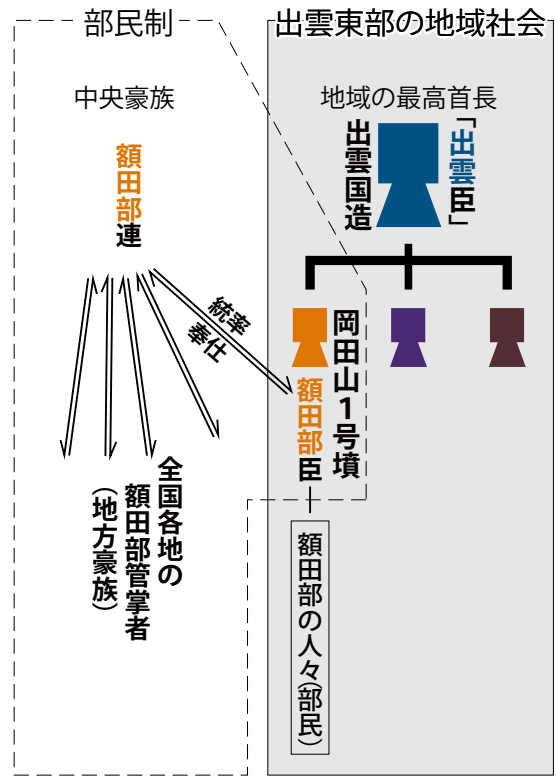 部民制
出雲東部の地域社会
中央豪族
額田部連
統率
奉仕
全国各地の
額田部管掌者
(地方豪族)
地域の最高首長
「出雲臣」
出雲国造
岡田山1号墳
額田部臣
額田部の人々(部民)